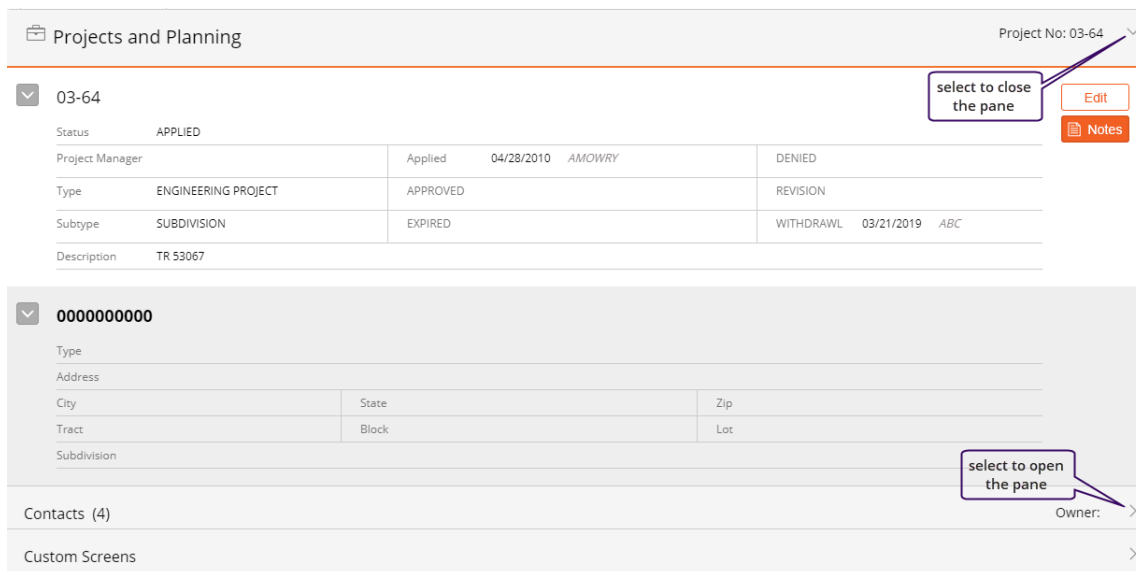 Projects and Planning Project No: 03-64
select to close
the pane
03-64 Edit
Status APPLIED Notes
Project Manager Applied 04/28/2010 AMOWRY DENIED
Type ENGINEERING PROJECT APPROVED REVISION
Subtype SUBDIVISION EXPIRED WITHDRAWL 03/21/2019 ABC
Description TR 53067
0000000000
Type
Address
City State Zip
Tract Block Lot
Subdivision
select to open
the pane
Contacts (4) Owner:
Custom Screens